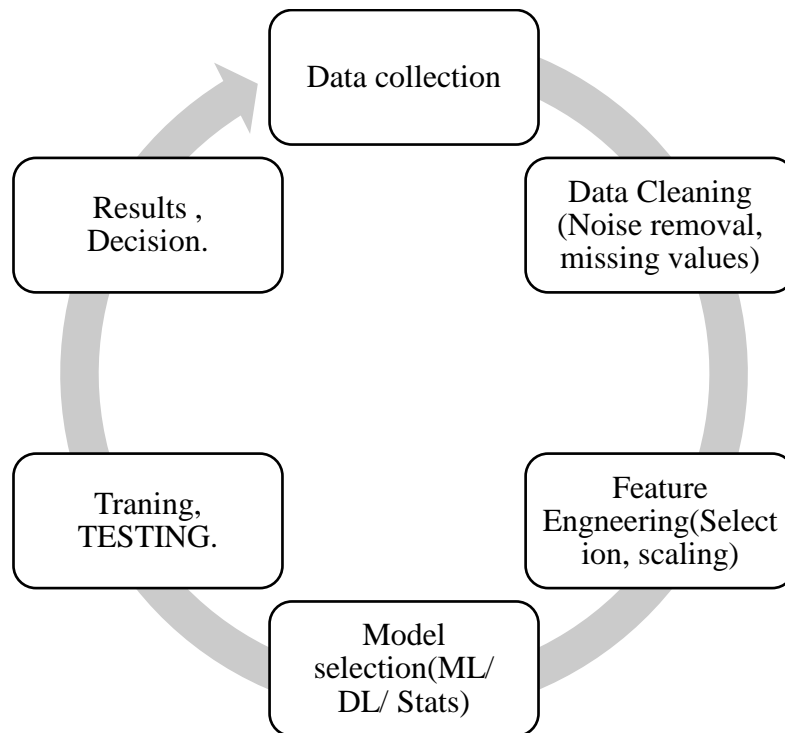 Data collection
Data Cleaning
(Noise removal,
missing values)
Feature
Engneering(Select
ion, scaling)
Model
selection(ML/
DL/ Stats)
Traning,
TESTING.
Results ,
Decision.